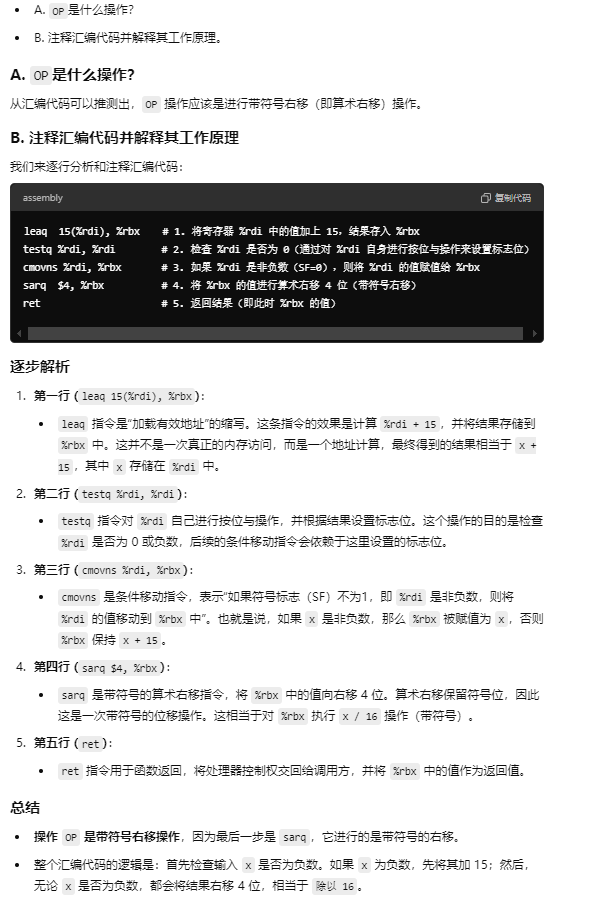 • A. OP是什么操作?
• B. 注释汇编代码并解释其工作原理。
A. OP是什么操作?
从汇编代码可以推测出，OP 操作应该是进行带符号右移（即算术右移）操作。
B. 注释汇编代码并解释其工作原理
我们来逐行分析和注释汇编代码：
assembly 复制代码
leaq 15(%rdi), %rbx # 1. 将寄存器 %rdi 中的值加上 15，结果存入 %rbx
testq %rdi, %rdi # 2. 检查 %rdi 是否为 0（通过对 %rdi 自身进行按位与操作来设置标志位）
cmovns %rdi, %rbx # 3. 如果 %rdi 是非负数（SF=0），则将 %rdi 的值赋值给 %rbx
sarq $4, %rbx # 4. 将 %rbx 的值进行算术右移 4 位（带符号右移）
ret # 5. 返回结果（即此时 %rbx 的值）
逐步解析
1. 第一行 (leaq 15(%rdi), %rbx):
• leaq 指令是“加载有效地址”的缩写。这条指令的效果是计算 %rdi + 15，并将结果存储到
%rbx 中。这并不是一次真正的内存访问，而是一个地址计算，最终得到的结果相当于 x +
15，其中 x 存储在 %rdi 中。
2. 第二行 (testq %rdi, %rdi):
• testq 指令对 %rdi 自己进行按位与操作，并根据结果设置标志位。这个操作的目的是检查
%rdi 是否为 0 或负数，后续的条件移动指令会依赖于这里设置的标志位。
3. 第三行 (cmovns %rdi, %rbx):
• cmovns 是条件移动指令，表示“如果符号标志（SF）不为1，即 %rdi 是非负数，则将
%rdi 的值移动到 %rbx 中”。也就是说，如果 x 是非负数，那么 %rbx 被赋值为 x，否则
%rbx 保持 x + 15。
4. 第四行 (sarq $4, %rbx):
• sarq 是带符号的算术右移指令，将 %rbx 中的值向右移 4 位。算术右移保留符号位，因此
这是一次带符号的位移操作。这相当于对 %rbx 执行 x / 16 操作（带符号）。
5. 第五行 (ret):
• ret 指令用于函数返回，将处理器控制权交回给调用方，并将 %rbx 中的值作为返回值。
总结
• 操作 OP 是带符号右移操作，因为最后一步是 sarq，它进行的是带符号的右移。
• 整个汇编代码的逻辑是：首先检查输入 x 是否为负数。如果 x 为负数，先将其加 15；然后，
无论 x 是否为负数，都会将结果右移 4 位，相当于 除以 16。